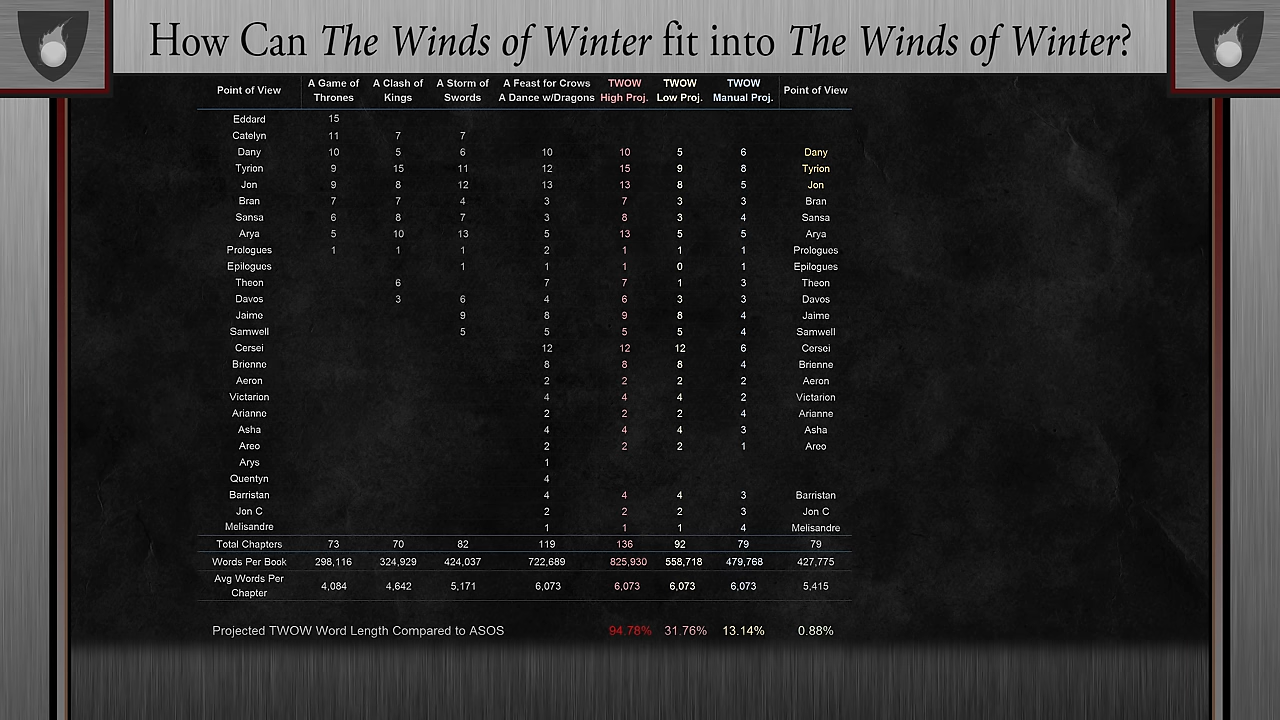 How Can The Winds of Winter fit into The Winds of Winter?
Point of View A Game of Thrones A Clash of Kings A Storm of Swords A Feast for Crows A Dance w/Dragons TWOW High Proj. TWOW Low Proj. TWOW Manual Proj. Point of View
Eddard 15
Catelyn 11 7 7
Dany 10 5 6 10 10 5 6 Dany
Tyrion 9 15 11 12 15 9 8 Tyrion
Jon 9 8 12 13 13 8 5 Jon
Bran 7 7 4 3 7 3 3 Bran
Sansa 6 8 7 3 8 3 4 Sansa
Arya 5 10 13 5 13 5 5 Arya
Prologues 1 1 1 2 1 1 1 Prologues
Epilogues 1 1 1 0 1 Epilogues
Theon 6 7 7 1 3 Theon
Davos 3 6 4 6 3 3 Davos
Jaime 9 8 9 8 4 Jaime
Samwell 5 5 5 5 4 Samwell
Cersei 12 12 12 6 Cersei
Brienne 8 8 8 4 Brienne
Aeron 2 2 2 2 Aeron
Victarion 4 4 4 2 Victarion
Arianne 2 2 2 4 Arianne
Asha 4 4 4 3 Asha
Areo 2 2 2 1 Areo
Arys 1
Quentyn 4
Barristan 4 4 4 3 Barristan
Jon C 2 2 2 3 Jon C
Melisandre 1 1 1 4 Melisandre
Total Chapters 73 70 82 119 136 92 79 79
Words Per Book 298,116 324,929 424,037 722,689 825,930 558,718 479,768 427,775
Avg Words Per Chapter 4,084 4,642 5,171 6,073 6,073 6,073 6,073 5,415
Projected TWOW Word Length Compared to ASOS 94.78% 31.76% 13.14% 0.88%